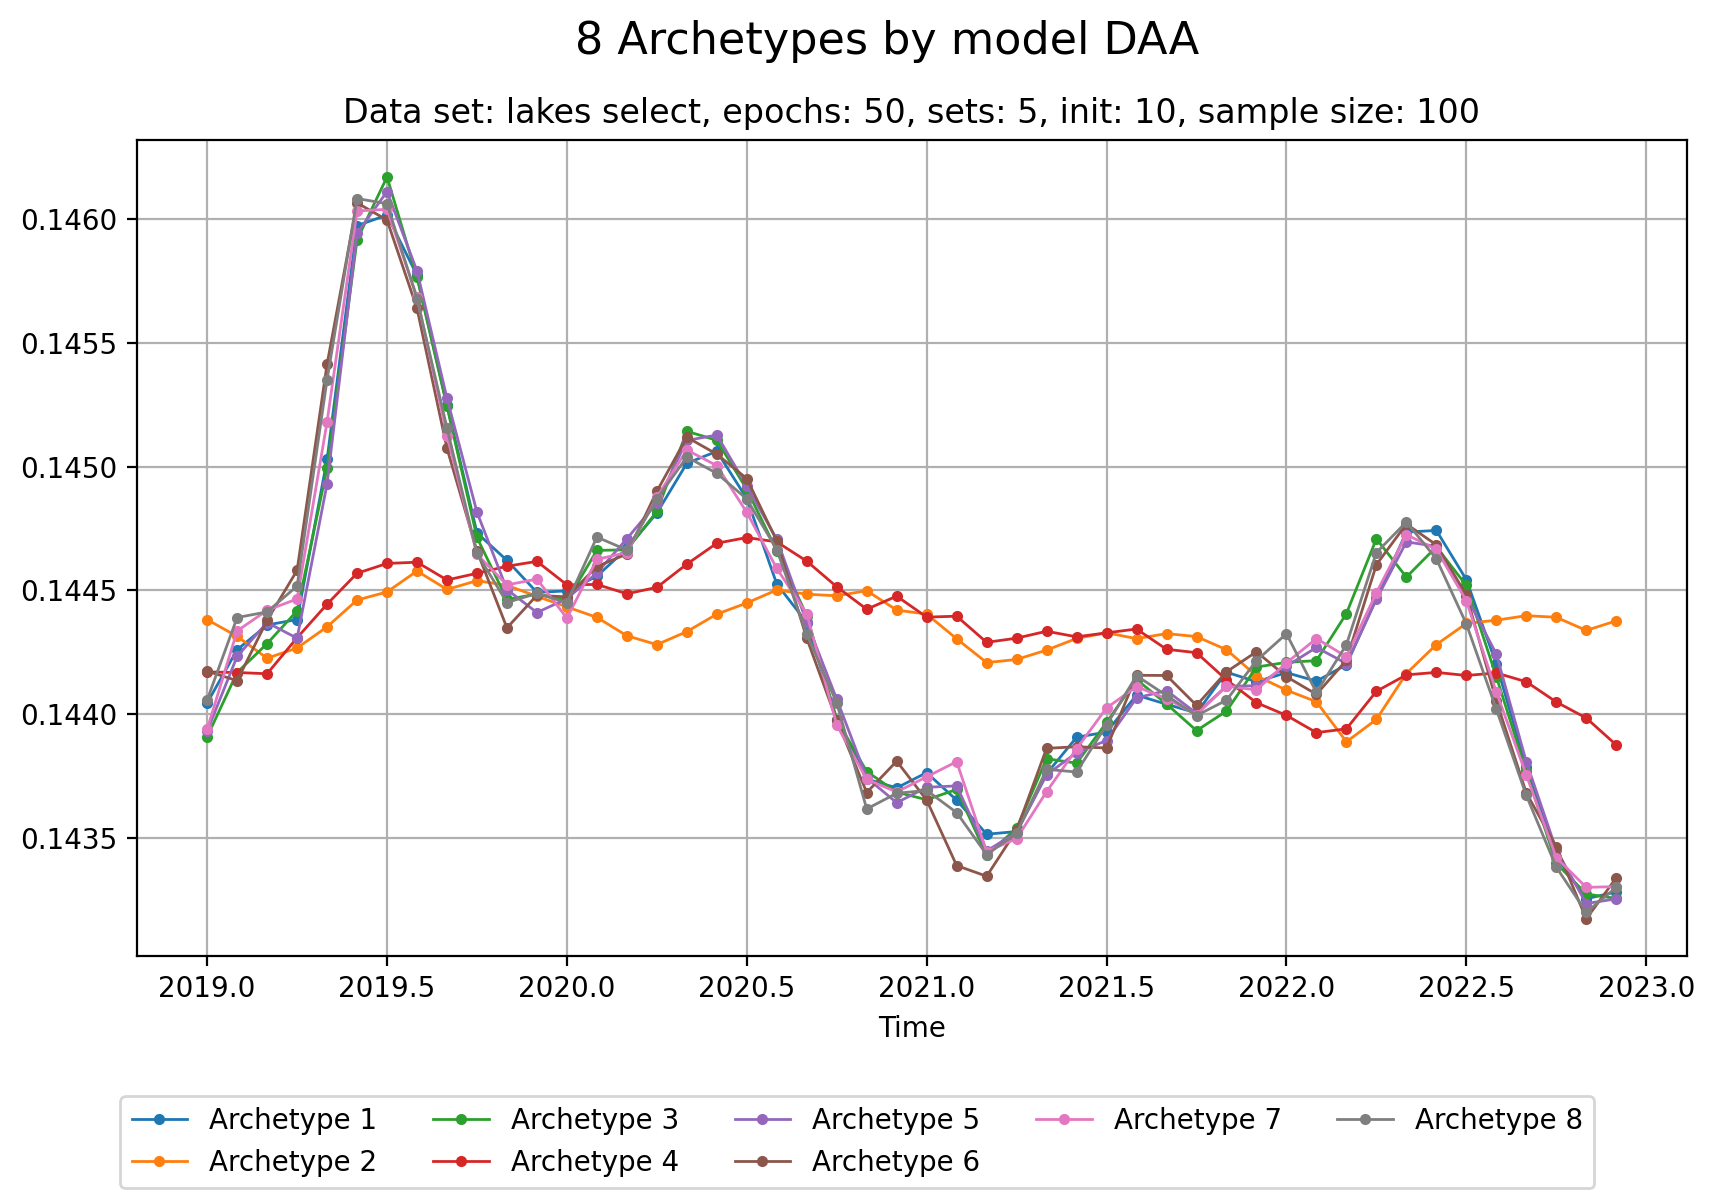 8 Archetypes by model DAA
Data set: lakes select, epochs: 50, sets: 5, init: 10, sample size: 100
0.1460
0.1455
0.1450
0.1445
0.1440
0.1435
2019.0 2019.5 2020.0 2020.5 2021.0 2021.5 2022.0 2022.5 2023.0
Time
Archetype 1 Archetype 3 Archetype 5 Archetype 7 Archetype 8
Archetype 2 Archetype 4 Archetype 6